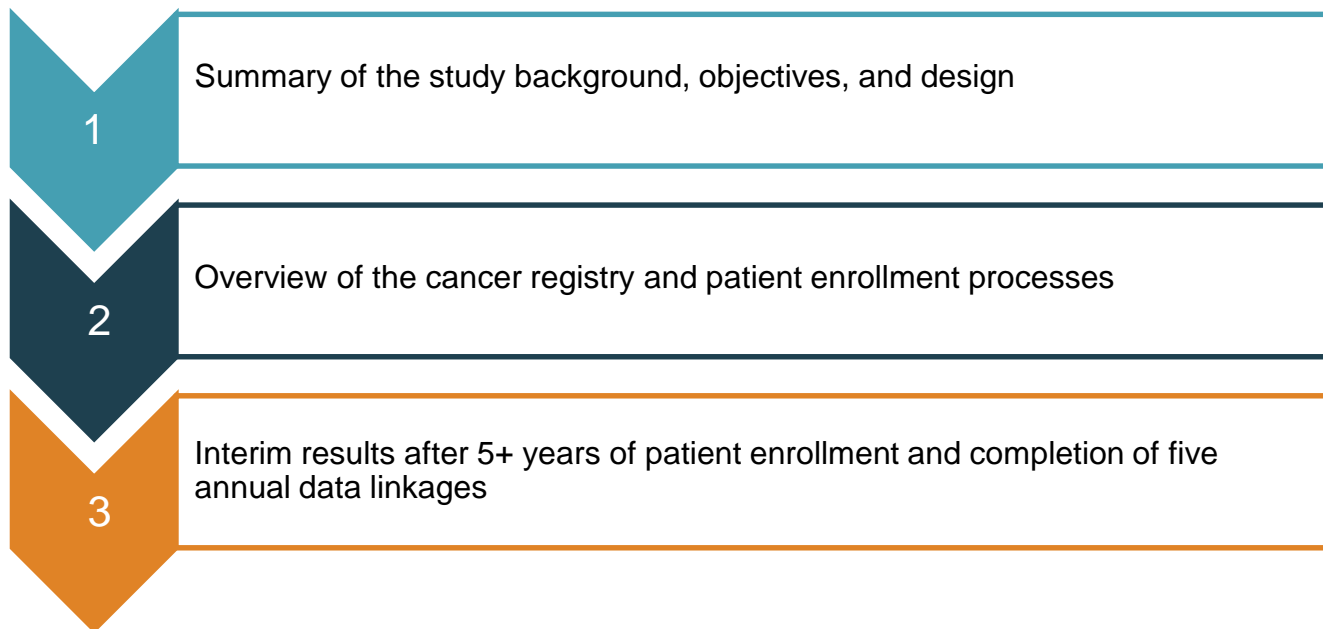 1
Summary of the study background, objectives, and design
2
Overview of the cancer registry and patient enrollment processes
3
Interim results after 5+ years of patient enrollment and completion of five
annual data linkages